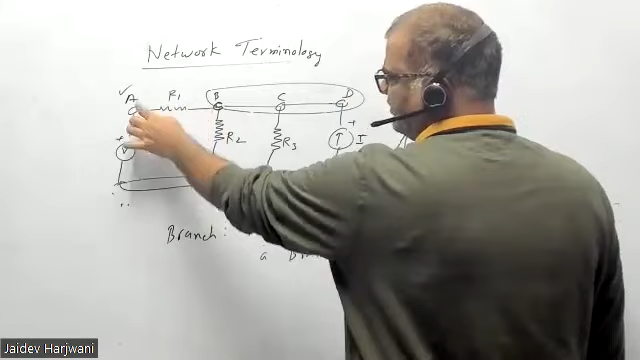 Network Terminology
A R1 B C D
V R2 R3 I I
Branch:
a
Jaidev Harjwani